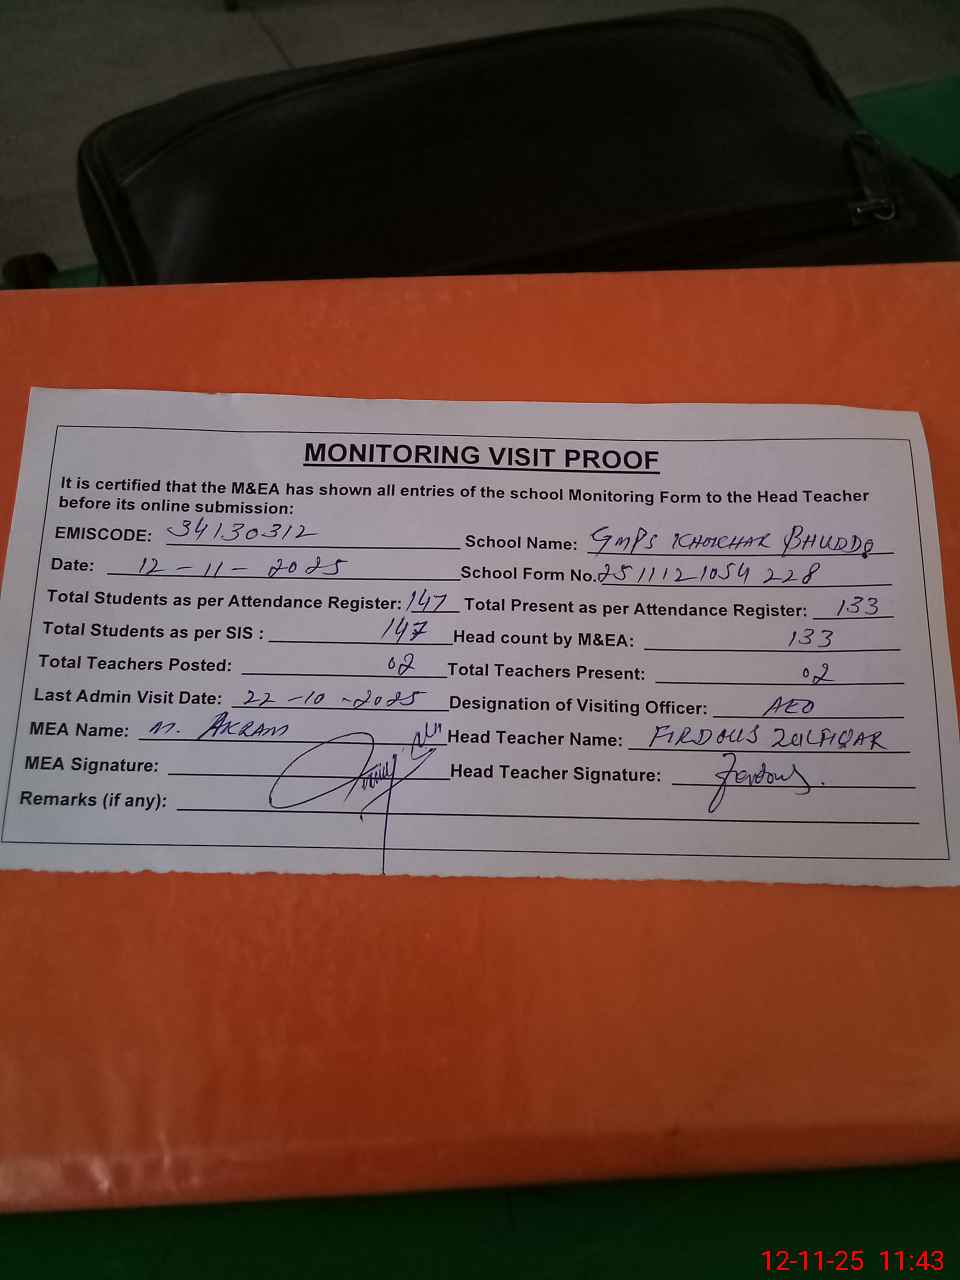 MONITORING VISIT PROOF
It is certified that the M&EA has shown all entries of the school Monitoring Form to the Head Teacher
before its online submission:
EMISCODE: 34130312 School Name: GMPS KHOKHAR BHUDDO
Date: 12-11-2025 School Form No. 2511121054228
Total Students as per Attendance Register: 147 Total Present as per Attendance Register: 133
Total Students as per SIS : 147 Head count by M&EA: 133
Total Teachers Posted: 02 Total Teachers Present: 02
Last Admin Visit Date: 22-10-2025 Designation of Visiting Officer: AEO
MEA Name: M. AKRAM Head Teacher Name: FIRDOUS ZULFIQAR
MEA Signature: Head Teacher Signature: Ferdous.
Remarks (if any):
12-11-25 11:43